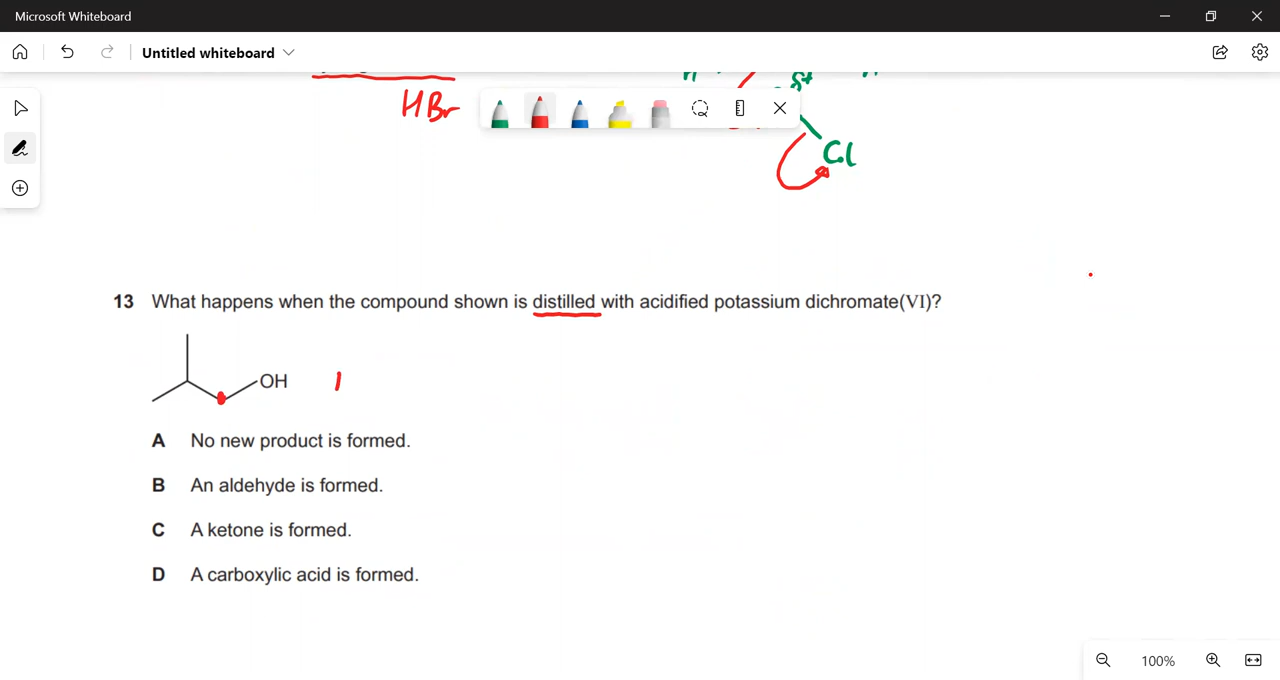 Microsoft Whiteboard
Untitled whiteboard
HBr
δ+
Cl
13 What happens when the compound shown is distilled with acidified potassium dichromate(VI)?
OH
A No new product is formed.
B An aldehyde is formed.
C A ketone is formed.
D A carboxylic acid is formed.
100%